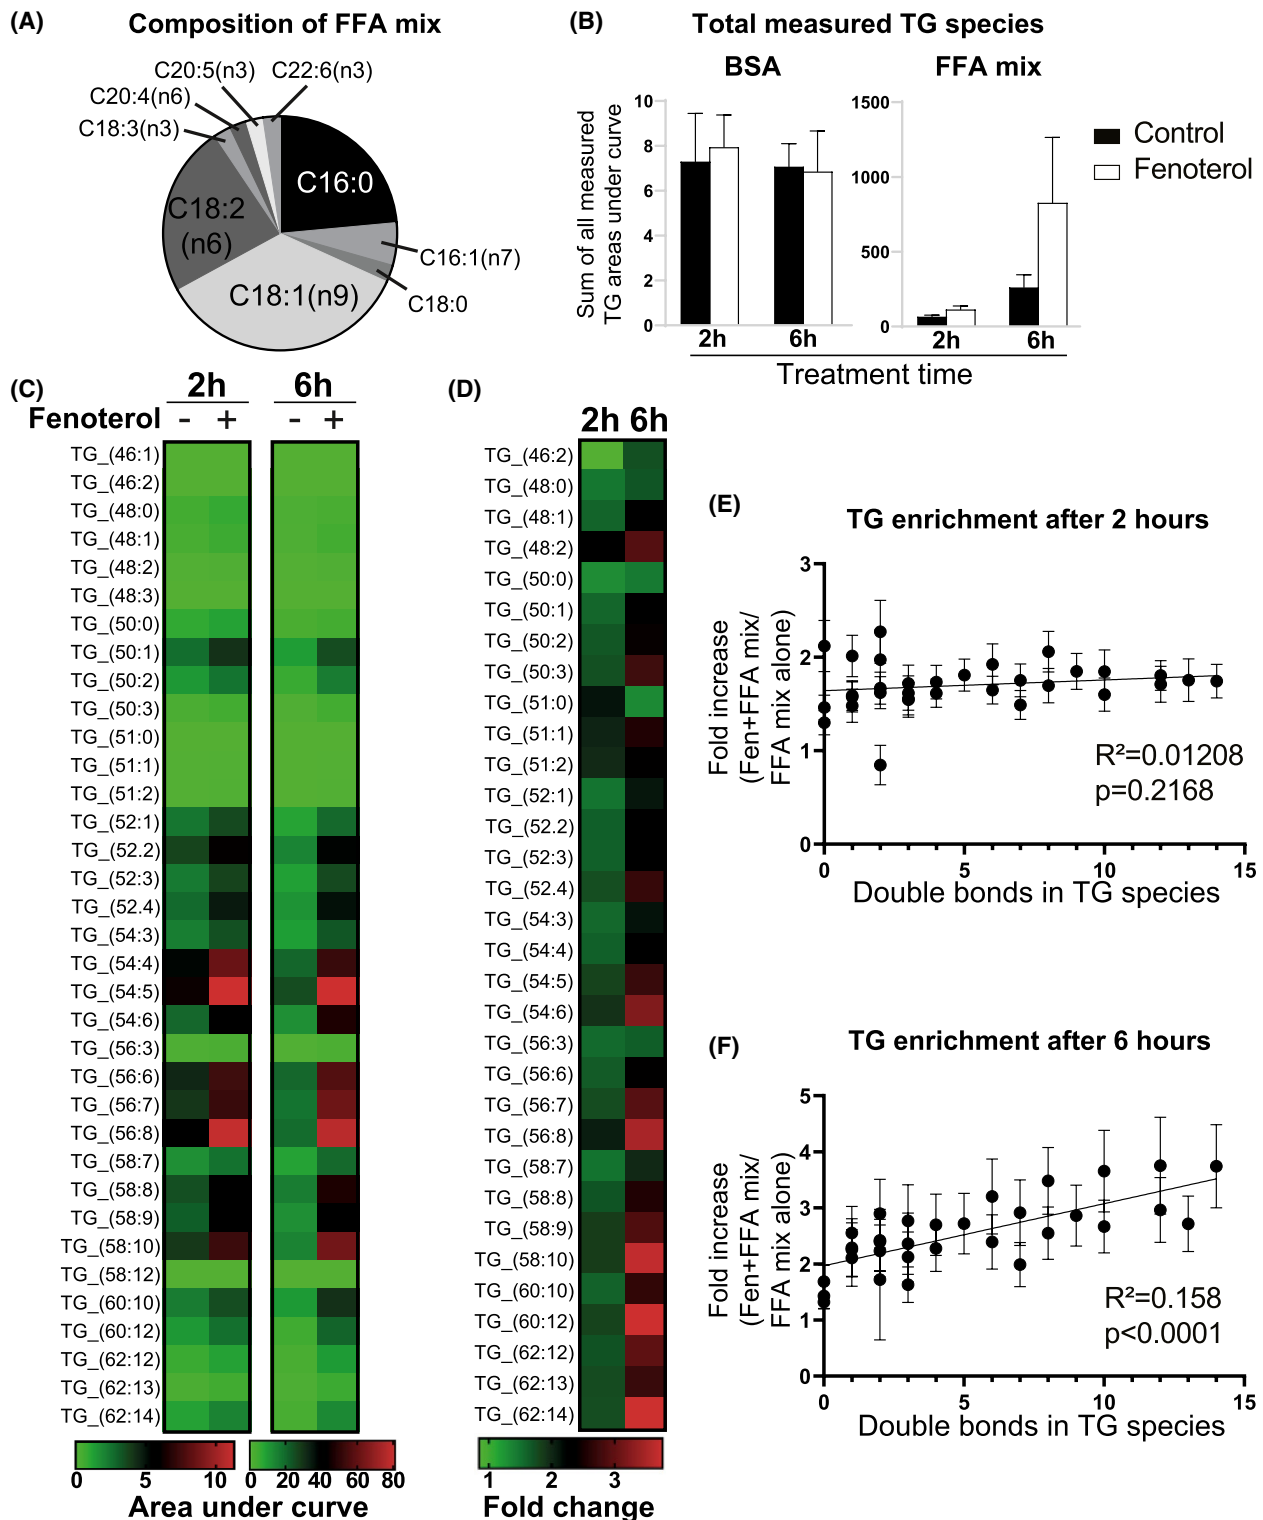 (A)
Composition of FFA mix
C20:5(n3)
C22:6(n3)
C20:4(n6)
C18:3(n3)
C16:0
C18:2
(n6)
C16:1(n7)
C18:1(n9)
C18:0
(B)
Total measured TG species
BSA
FFA mix
Sum of all measured
TG areas under curve
10
8
6
4
2
0
1500
1000
500
0
Control
Fenoterol
2h
6h
2h
6h
Treatment time
(C)
2h
6h
Fenoterol
-
+
-
+
TG_(46:1)
TG_(46:2)
TG_(48:0)
TG_(48:1)
TG_(48:2)
TG_(48:3)
TG_(50:0)
TG_(50:1)
TG_(50:2)
TG_(50:3)
TG_(51:0)
TG_(51:1)
TG_(51:2)
TG_(52:1)
TG_(52.2)
TG_(52:3)
TG_(52.4)
TG_(54:3)
TG_(54:4)
TG_(54:5)
TG_(54:6)
TG_(56:3)
TG_(56:6)
TG_(56:7)
TG_(56:8)
TG_(58:7)
TG_(58:8)
TG_(58:9)
TG_(58:10)
TG_(58:12)
TG_(60:10)
TG_(60:12)
TG_(62:12)
TG_(62:13)
TG_(62:14)
0 5 10
0 20 40 60 80
Area under curve
(D)
2h 6h
TG_(46:2)
TG_(48:0)
TG_(48:1)
TG_(48:2)
TG_(50:0)
TG_(50:1)
TG_(50:2)
TG_(50:3)
TG_(51:0)
TG_(51:1)
TG_(51:2)
TG_(52:1)
TG_(52.2)
TG_(52:3)
TG_(52.4)
TG_(54:3)
TG_(54:4)
TG_(54:5)
TG_(54:6)
TG_(56:3)
TG_(56:6)
TG_(56:7)
TG_(56:8)
TG_(58:7)
TG_(58:8)
TG_(58:9)
TG_(58:10)
TG_(60:10)
TG_(60:12)
TG_(62:12)
TG_(62:13)
TG_(62:14)
1 2 3
Fold change
(E)
TG enrichment after 2 hours
Fold increase
(Fen+FFA mix/
FFA mix alone)
3
2
1
0
R²=0.01208
p=0.2168
0 5 10 15
Double bonds in TG species
(F)
TG enrichment after 6 hours
Fold increase
(Fen+FFA mix/
FFA mix alone)
5
4
3
2
1
0
R²=0.158
p<0.0001
0 5 10 15
Double bonds in TG species